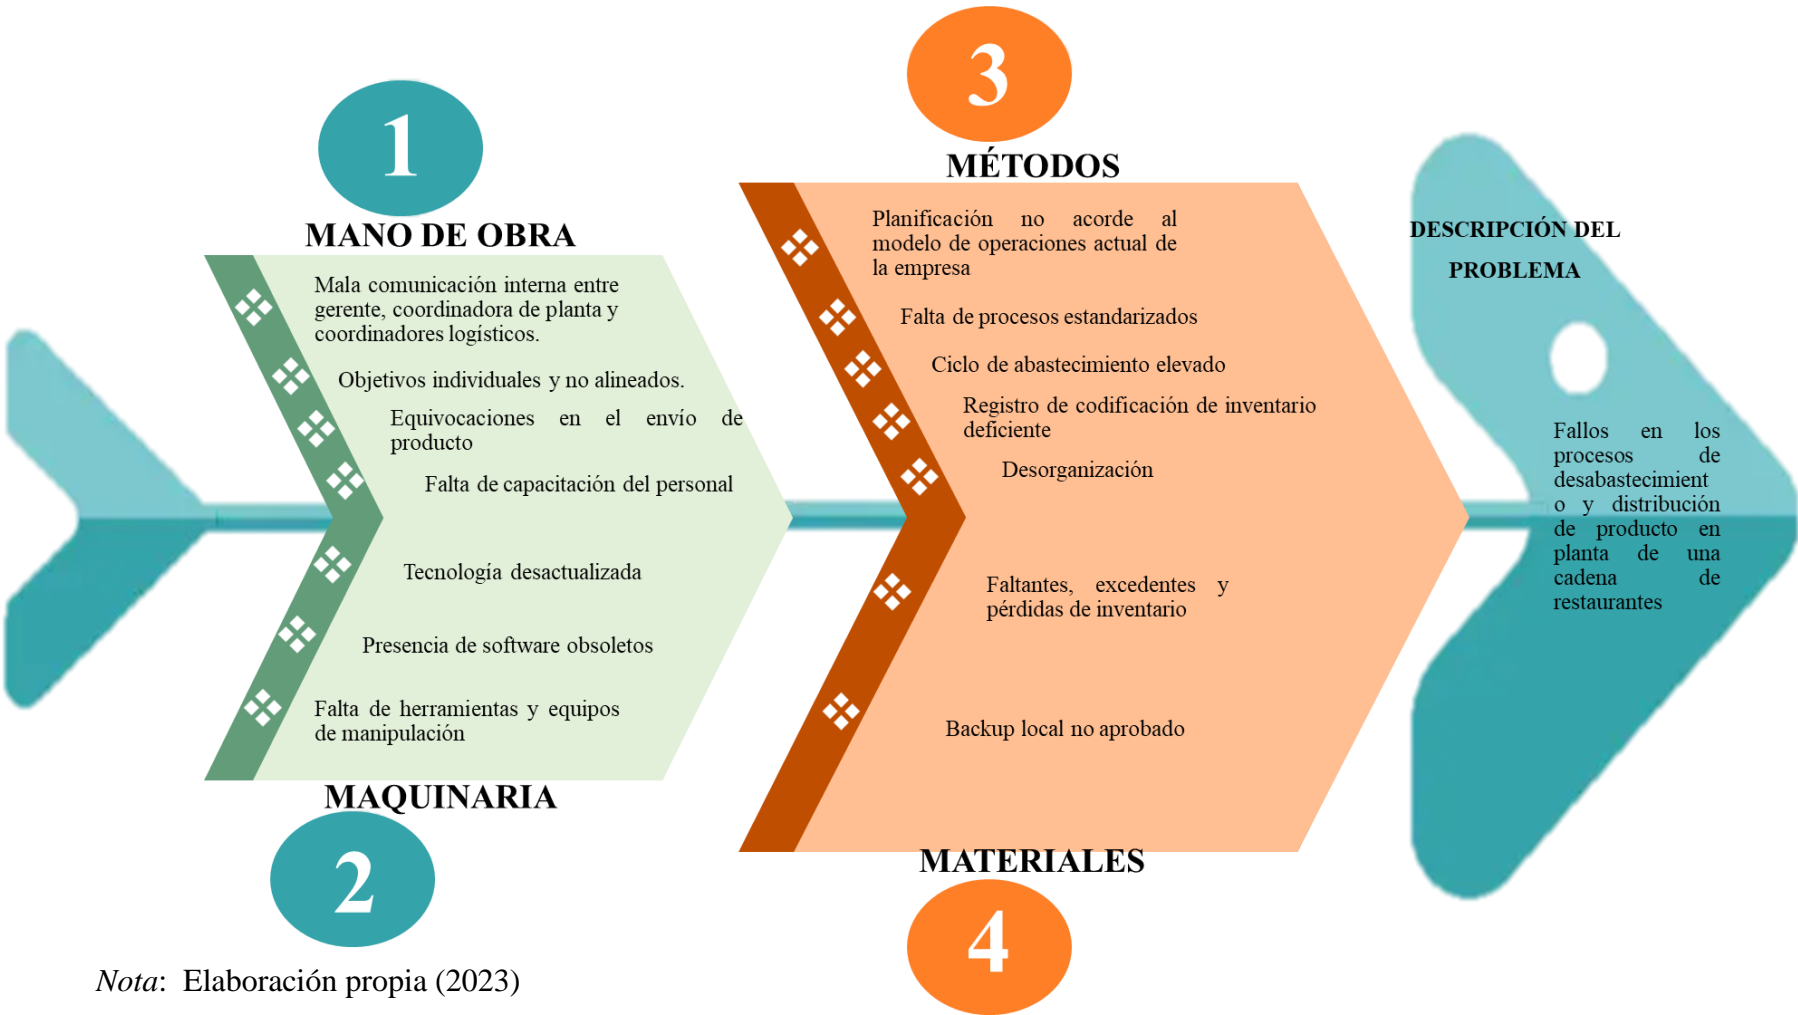 1
MANO DE OBRA
Mala comunicación interna entre
gerente, coordinadora de planta y
coordinadores logísticos.
Objetivos individuales y no alineados.
Equivocaciones en el envío de
producto
Falta de capacitación del personal
Tecnología desactualizada
Presencia de software obsoletos
Falta de herramientas y equipos
de manipulación
MAQUINARIA
2
3
MÉTODOS
Planificación no acorde al
modelo de operaciones actual de
la empresa
Falta de procesos estandarizados
Ciclo de abastecimiento elevado
Registro de codificación de inventario
deficiente
Desorganización
Faltantes, excedentes y
pérdidas de inventario
Backup local no aprobado
MATERIALES
4
DESCRIPCIÓN DEL
PROBLEMA
Fallos en los
procesos de
desabastecimient
o y distribución
de producto en
planta de una
cadena de
restaurantes
Nota: Elaboración propia (2023)